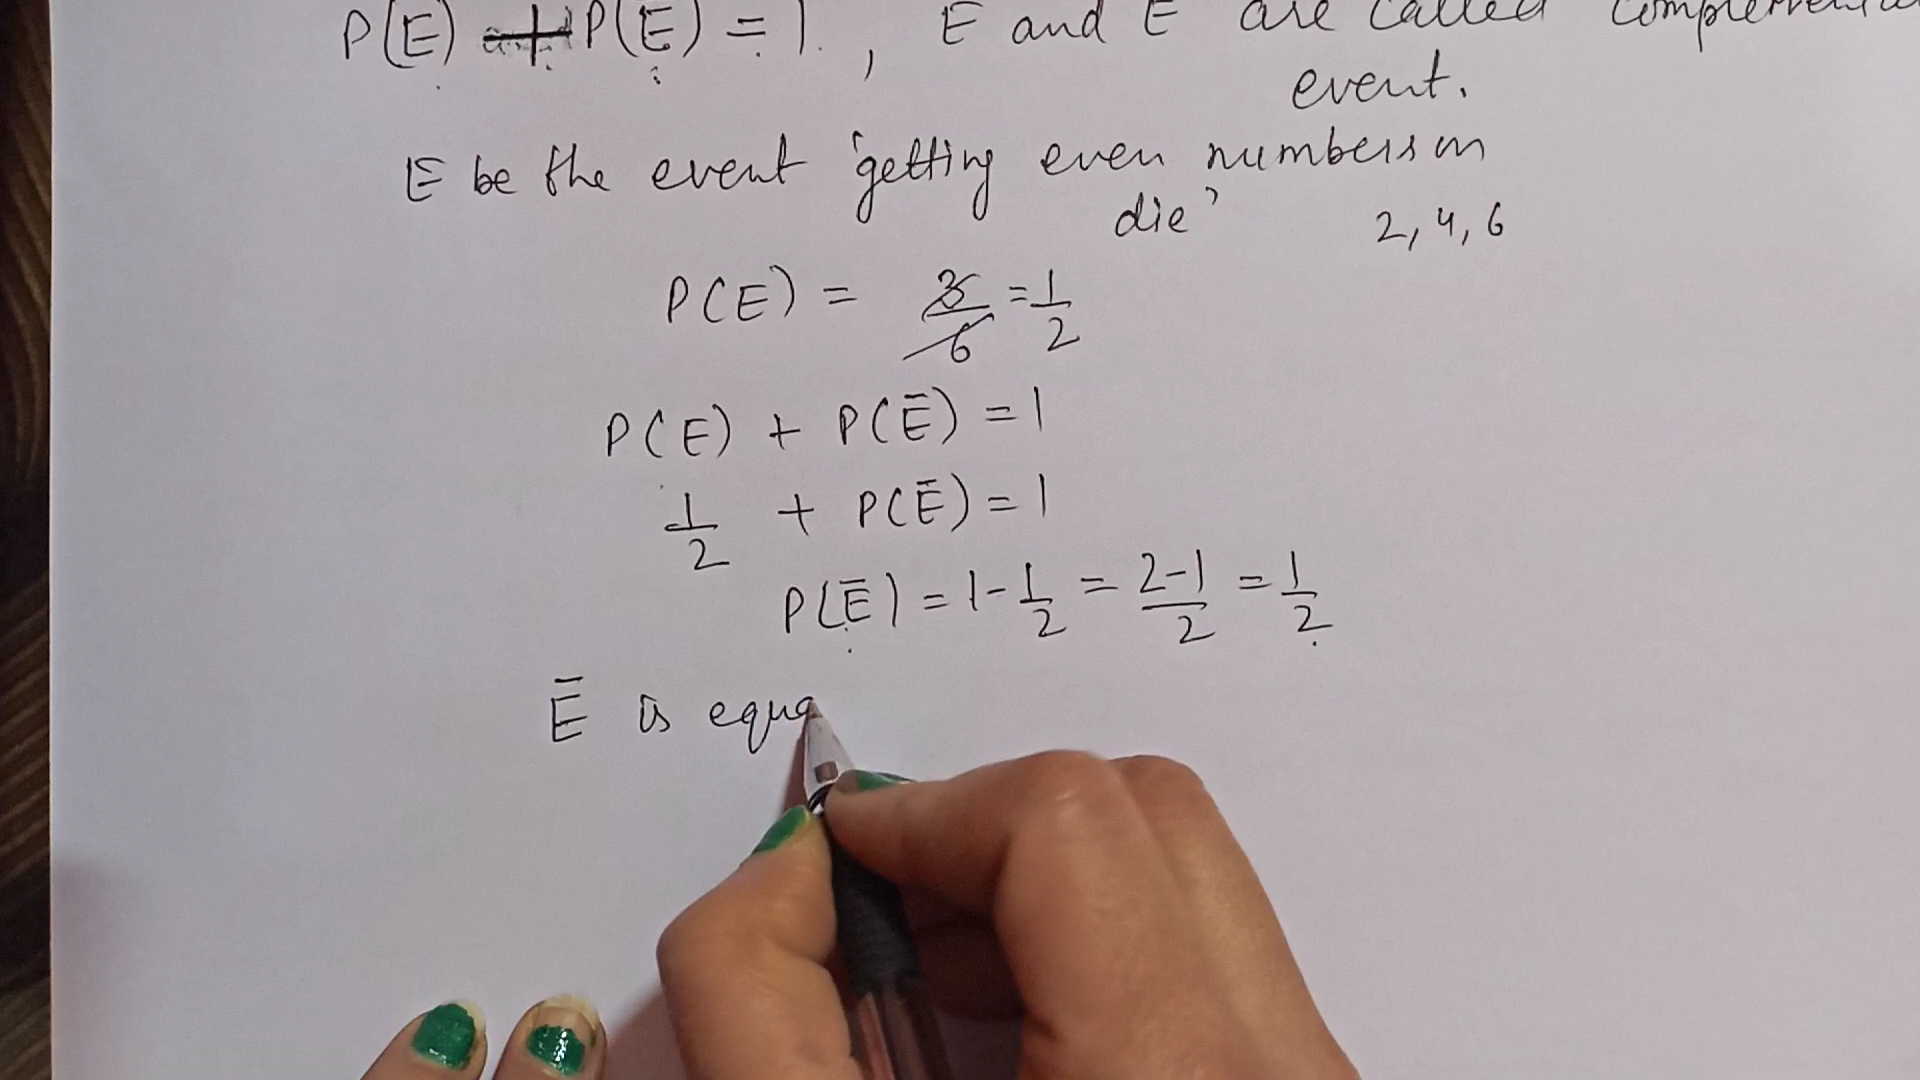 P(E) + P(Ē) = 1 , E and E are called
event.
E be the event 'getting even numbers on
die' 2, 4, 6
P(E) = 3/6 = 1/2
P(E) + P(Ē) = 1
1/2 + P(Ē) = 1
P(Ē) = 1 - 1/2 = 2-1/2 = 1/2
Ē is equa